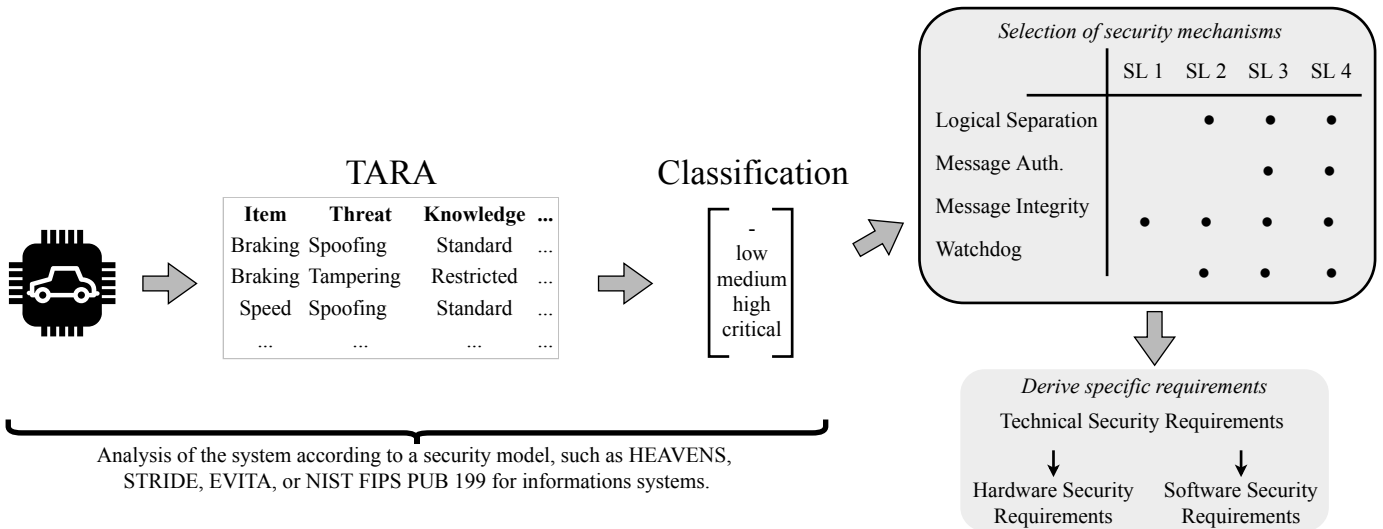 TARA
Item Threat Knowledge ...
Braking Spoofing Standard ...
Braking Tampering Restricted ...
Speed Spoofing Standard ...
... ... ... ...
Classification
-
low
medium
high
critical
Analysis of the system according to a security model, such as HEAVENS,
STRIDE, EVITA, or NIST FIPS PUB 199 for informations systems.
Selection of security mechanisms
SL 1 SL 2 SL 3 SL 4
Logical Separation • • •
Message Auth. • •
Message Integrity • • • •
Watchdog • • •
Derive specific requirements
Technical Security Requirements
Hardware Security
Requirements
Software Security
Requirements